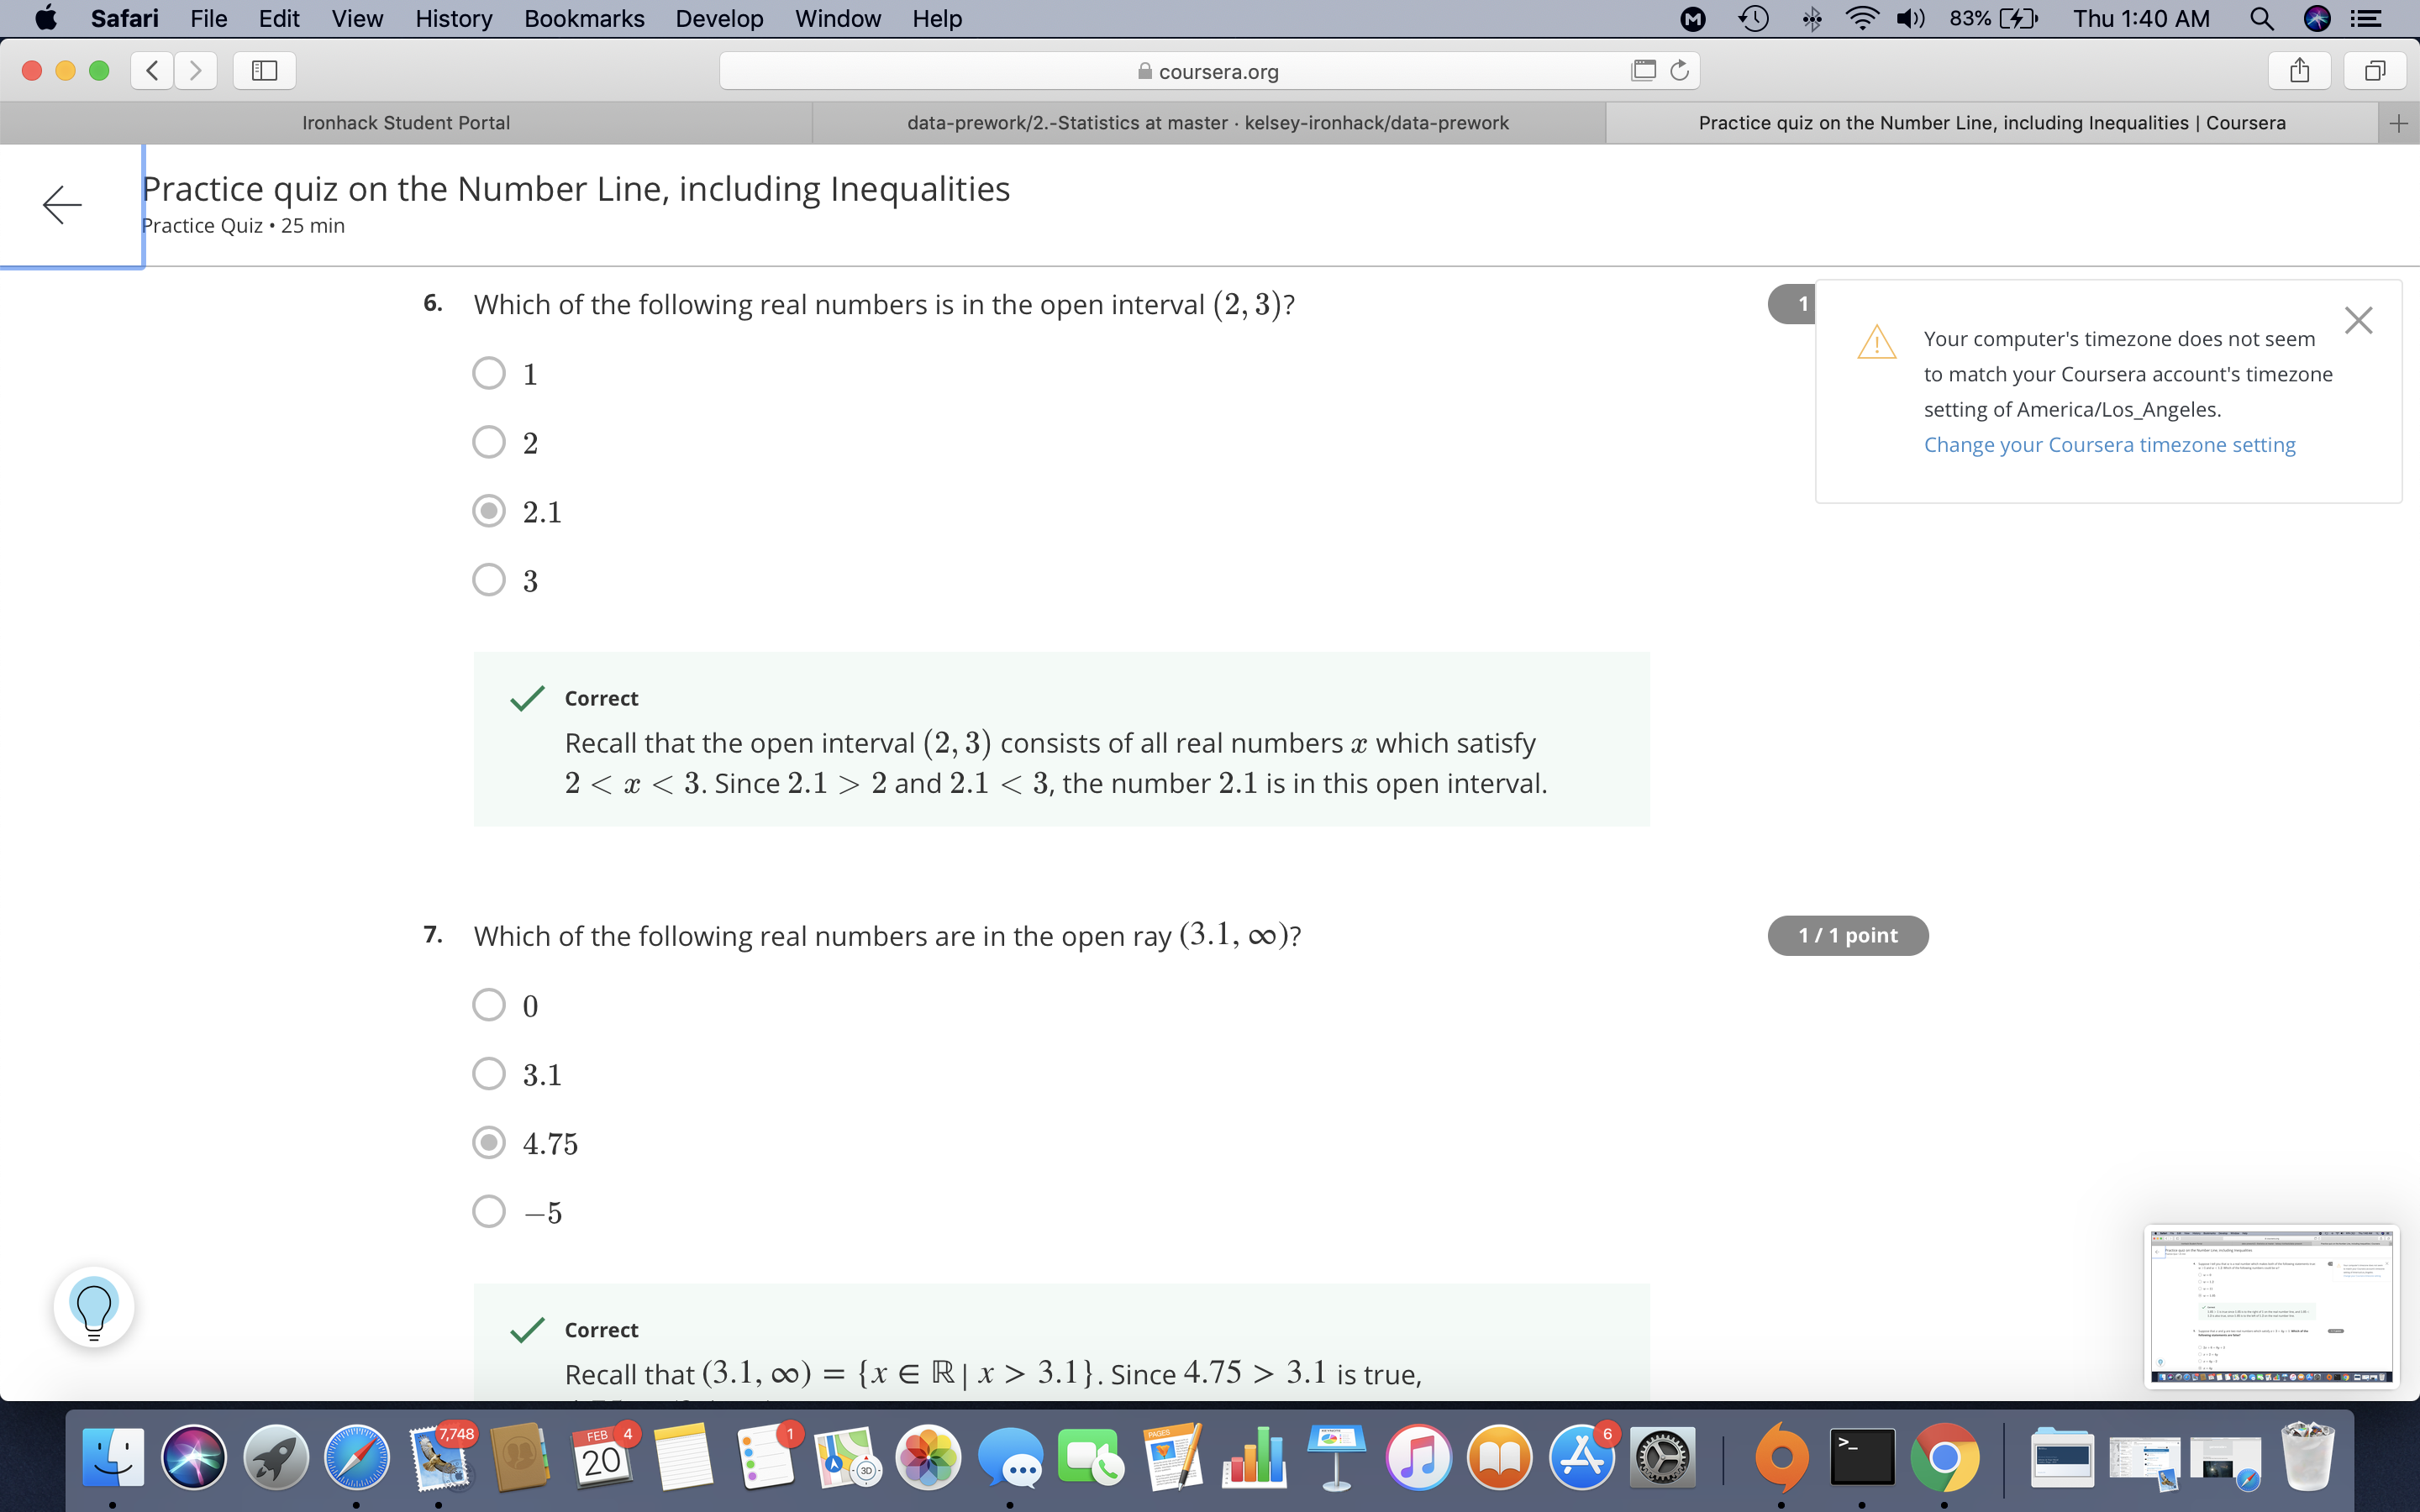 Safari File Edit View History Bookmarks Develop Window Help 83% Thu 1:40 AM
coursera.org
Ironhack Student Portal
data-prework/2.-Statistics at master · kelsey-ironhack/data-prework
Practice quiz on the Number Line, including Inequalities | Coursera
Practice quiz on the Number Line, including Inequalities
Practice Quiz • 25 min
6. Which of the following real numbers is in the open interval (2, 3)?
1
1
2
2.1
3
Your computer's timezone does not seem
to match your Coursera account's timezone
setting of America/Los_Angeles.
Change your Coursera timezone setting
Correct
Recall that the open interval (2, 3) consists of all real numbers x which satisfy
2 < x < 3. Since 2.1 > 2 and 2.1 < 3, the number 2.1 is in this open interval.
7. Which of the following real numbers are in the open ray (3.1, ∞)?
1 / 1 point
0
3.1
4.75
−5
Correct
Recall that (3.1, ∞) = {x ∈ ℝ | x > 3.1}. Since 4.75 > 3.1 is true,
7,748
FEB
20
4
1
3D
PAGES
6
>_